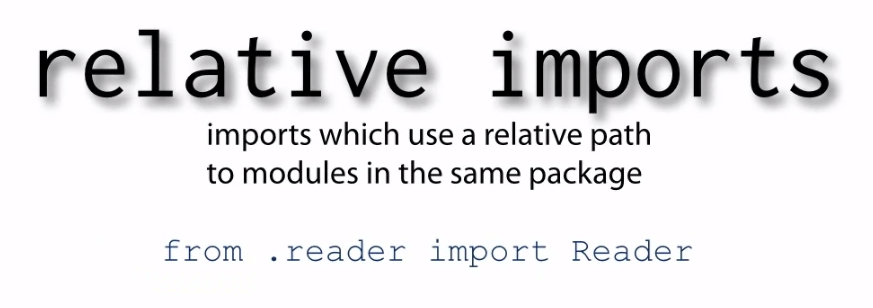 relative imports
imports which use a relative path
to modules in the same package
from .reader import Reader